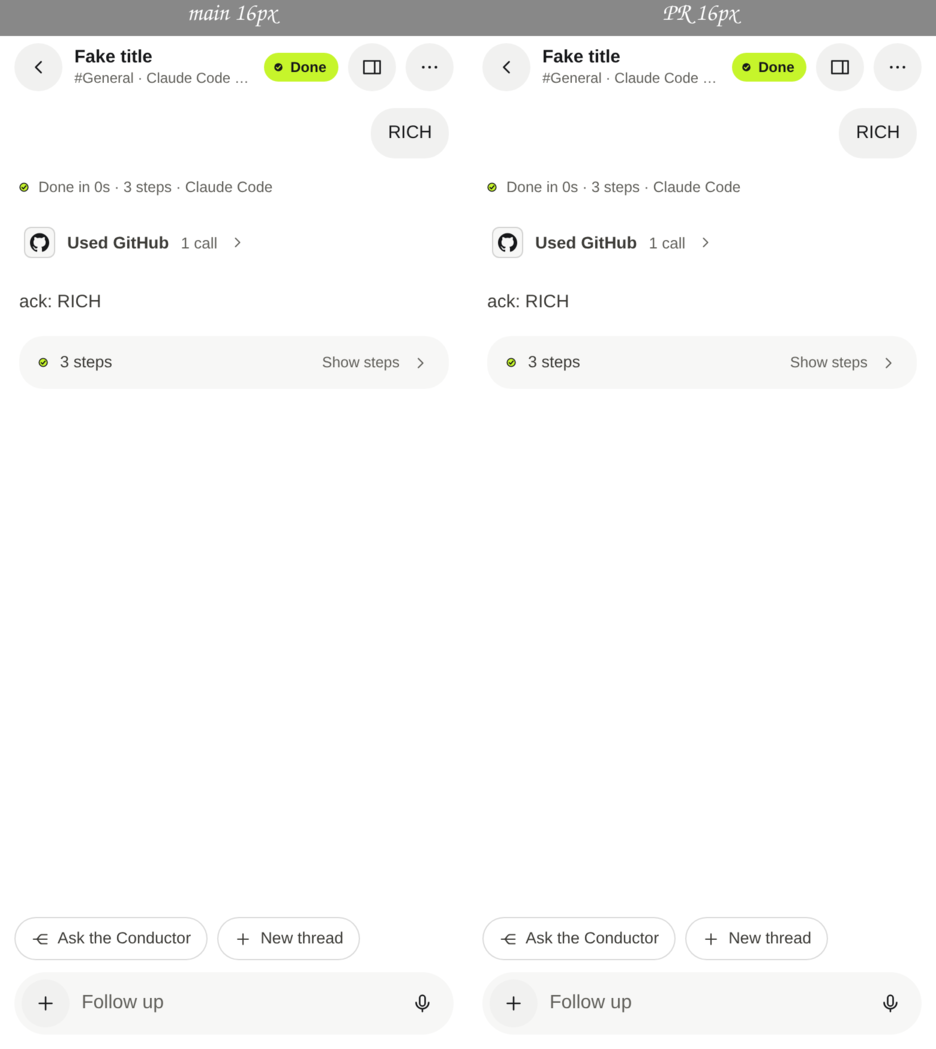 main 16px
PR 16px
Fake title
#General · Claude Code ...
Done
RICH
Done in 0s · 3 steps · Claude Code
Used GitHub 1 call
ack: RICH
3 steps
Show steps
Ask the Conductor
New thread
Follow up
Fake title
#General · Claude Code ...
Done
RICH
Done in 0s · 3 steps · Claude Code
Used GitHub 1 call
ack: RICH
3 steps
Show steps
Ask the Conductor
New thread
Follow up